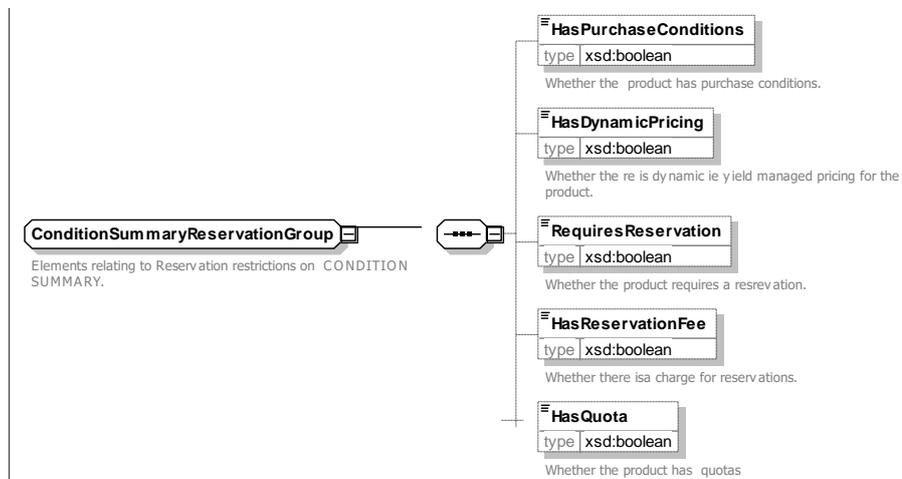 HasPurchaseConditions
type xsd:boolean
Whether the product has purchase conditions.
HasDynamicPricing
type xsd:boolean
Whether the re is dynamic ie yield managed pricing for the
product.
ConditionSummaryReservationGroup
Elements relating to Reservation restrictions on CONDITION
SUMMARY.
RequiresReservation
type xsd:boolean
Whether the product requires a resrevation.
HasReservationFee
type xsd:boolean
Whether there isa charge for reservations.
HasQuota
type xsd:boolean
Whether the product has quotas